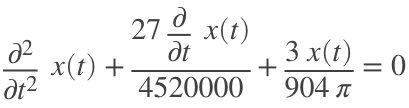 ∂²/∂t² x(t) + (27 ∂/∂t x(t))/4520000 + (3 x(t))/(904 π) = 0